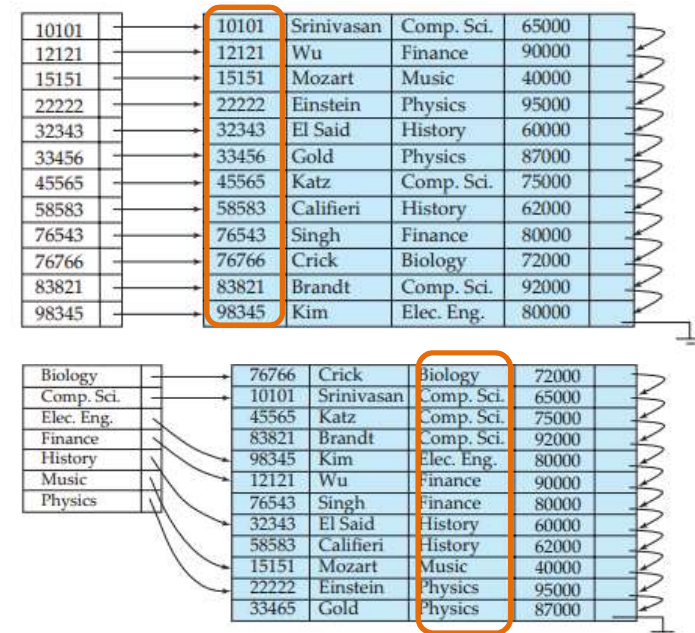 10101 10101 Srinivasan Comp. Sci. 65000
12121 12121 Wu Finance 90000
15151 15151 Mozart Music 40000
22222 22222 Einstein Physics 95000
32343 32343 El Said History 60000
33456 33456 Gold Physics 87000
45565 45565 Katz Comp. Sci. 75000
58583 58583 Califieri History 62000
76543 76543 Singh Finance 80000
76766 76766 Crick Biology 72000
83821 83821 Brandt Comp. Sci. 92000
98345 98345 Kim Elec. Eng. 80000
Biology 76766 Crick Biology 72000
Comp. Sci. 10101 Srinivasan Comp. Sci. 65000
Elec. Eng. 45565 Katz Comp. Sci. 75000
Finance 83821 Brandt Comp. Sci. 92000
History 98345 Kim Elec. Eng. 80000
Music 12121 Wu Finance 90000
Physics 76543 Singh Finance 80000
32343 El Said History 60000
58583 Califieri History 62000
15151 Mozart Music 40000
22222 Einstein Physics 95000
33465 Gold Physics 87000